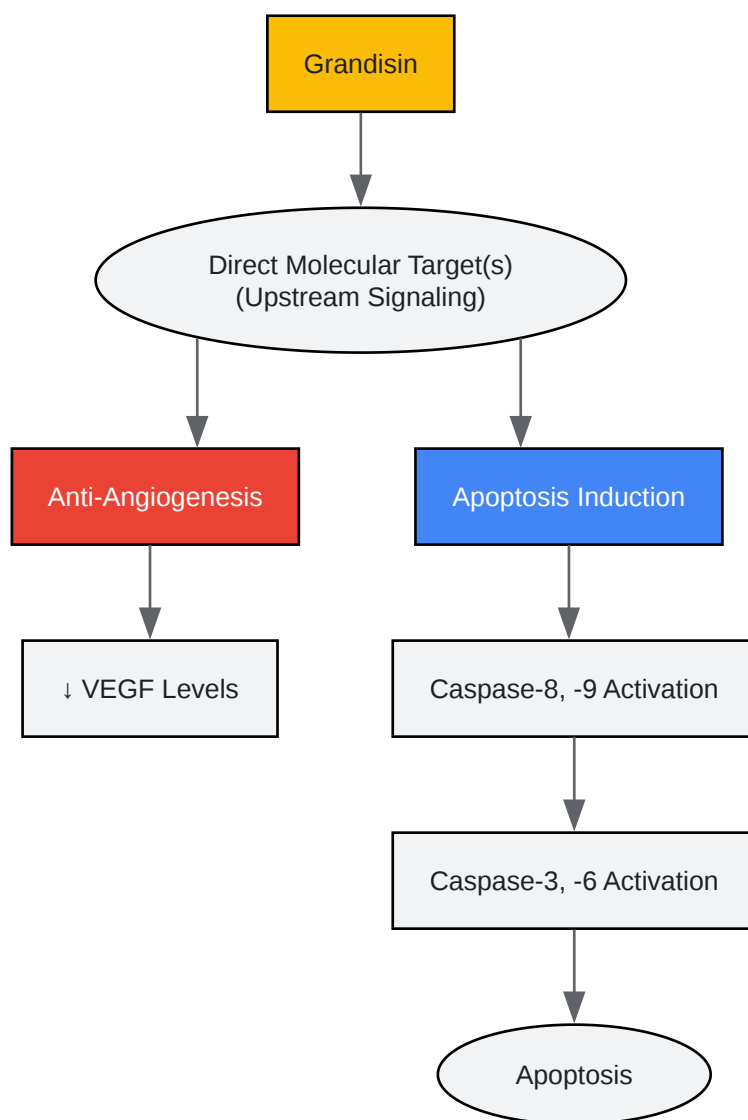 Grandisin
Direct Molecular Target(s)
(Upstream Signaling)
Anti-Angiogenesis
Apoptosis Induction
↓ VEGF Levels
Caspase-8, -9 Activation
Caspase-3, -6 Activation
Apoptosis